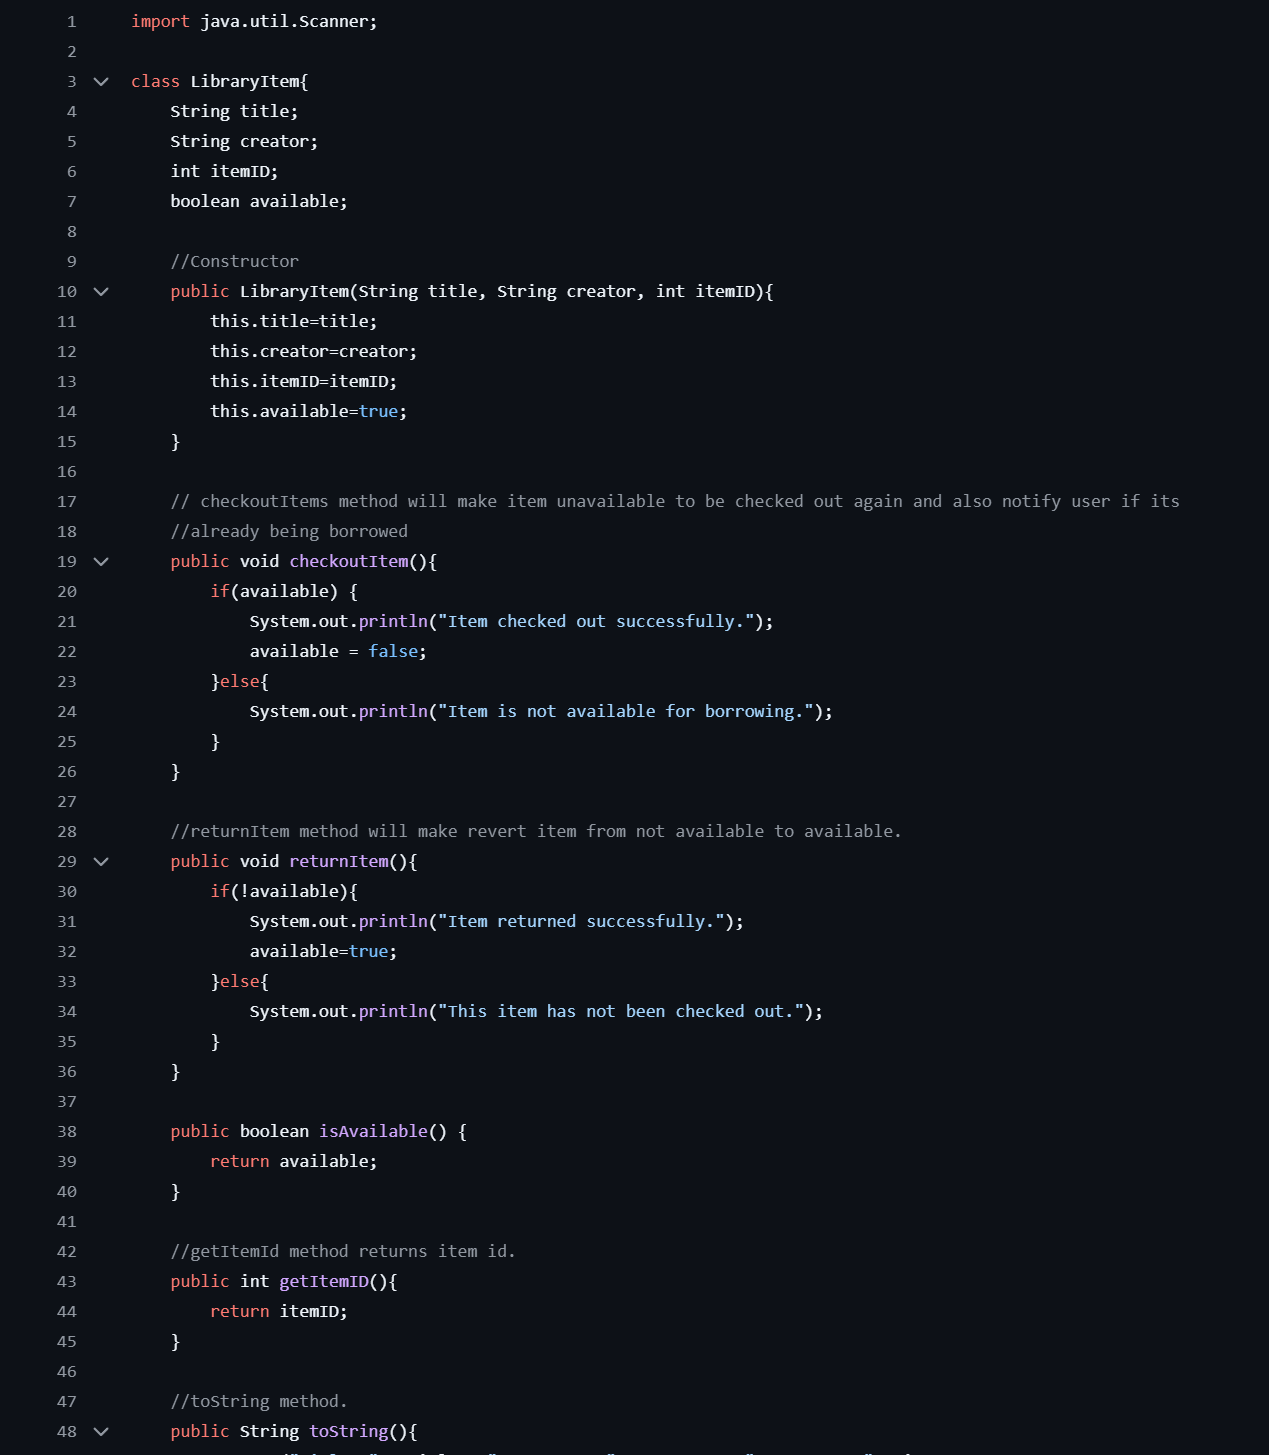 1 import java.util.Scanner;
2
3 class LibraryItem{
4 String title;
5 String creator;
6 int itemID;
7 boolean available;
8
9 //Constructor
10 public LibraryItem(String title, String creator, int itemID){
11 this.title=title;
12 this.creator=creator;
13 this.itemID=itemID;
14 this.available=true;
15 }
16
17 // checkoutItems method will make item unavailable to be checked out again and also notify user if its
18 //already being borrowed
19 public void checkoutItem(){
20 if(available) {
21 System.out.println("Item checked out successfully.");
22 available = false;
23 }else{
24 System.out.println("Item is not available for borrowing.");
25 }
26 }
27
28 //returnItem method will make revert item from not available to available.
29 public void returnItem(){
30 if(!available){
31 System.out.println("Item returned successfully.");
32 available=true;
33 }else{
34 System.out.println("This item has not been checked out.");
35 }
36 }
37
38 public boolean isAvailable() {
39 return available;
40 }
41
42 //getItemId method returns item id.
43 public int getItemID(){
44 return itemID;
45 }
46
47 //toString method.
48 public String toString(){